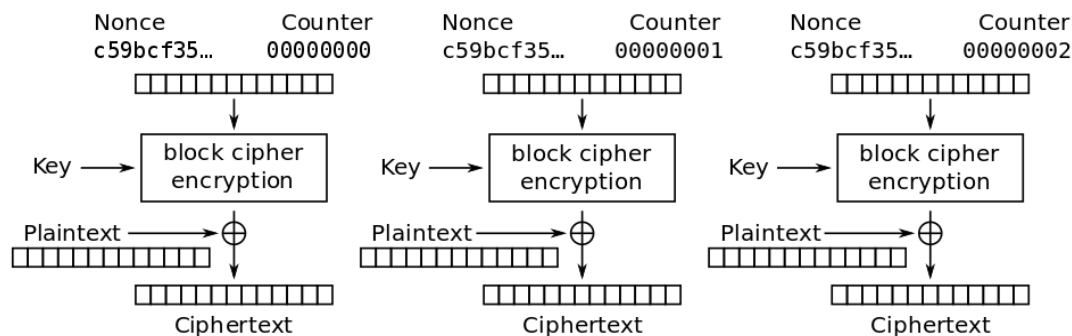 Nonce Counter Nonce Counter Nonce Counter
c59bcf35… 00000000 c59bcf35… 00000001 c59bcf35… 00000002
block cipher block cipher block cipher
Key Key Key
encryption encryption encryption
Plaintext Plaintext Plaintext
Ciphertext Ciphertext Ciphertext